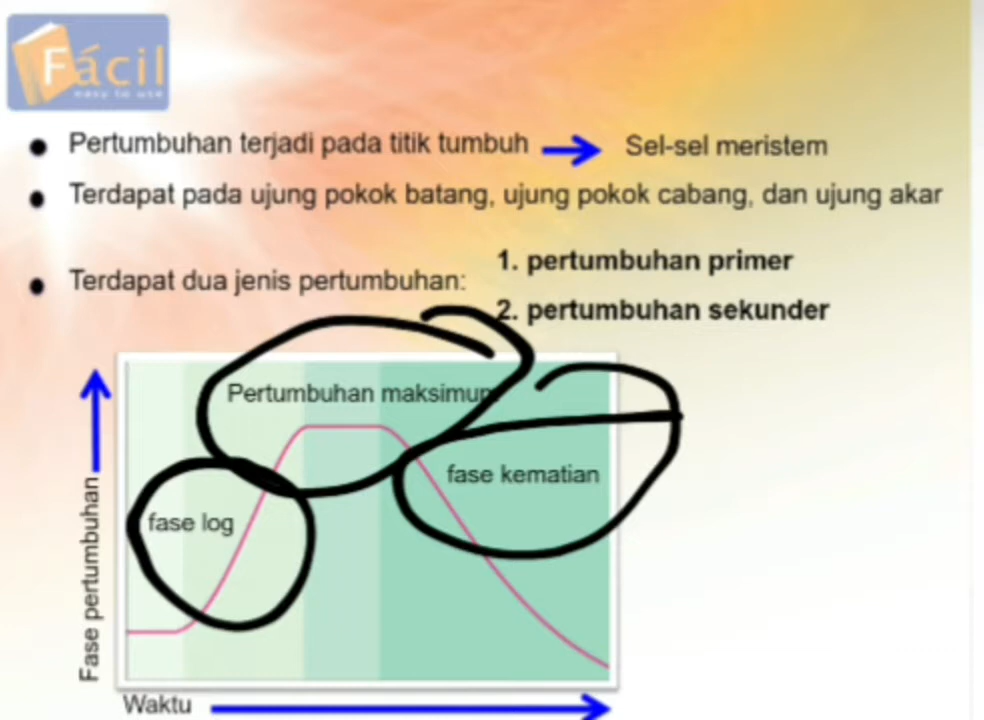 Fácil
easy to use
Pertumbuhan terjadi pada titik tumbuh Sel-sel meristem
Terdapat pada ujung pokok batang, ujung pokok cabang, dan ujung akar
Terdapat dua jenis pertumbuhan:
1. pertumbuhan primer
2. pertumbuhan sekunder
Pertumbuhan maksimum
fase kematian
fase log
Fase pertumbuhan
Waktu